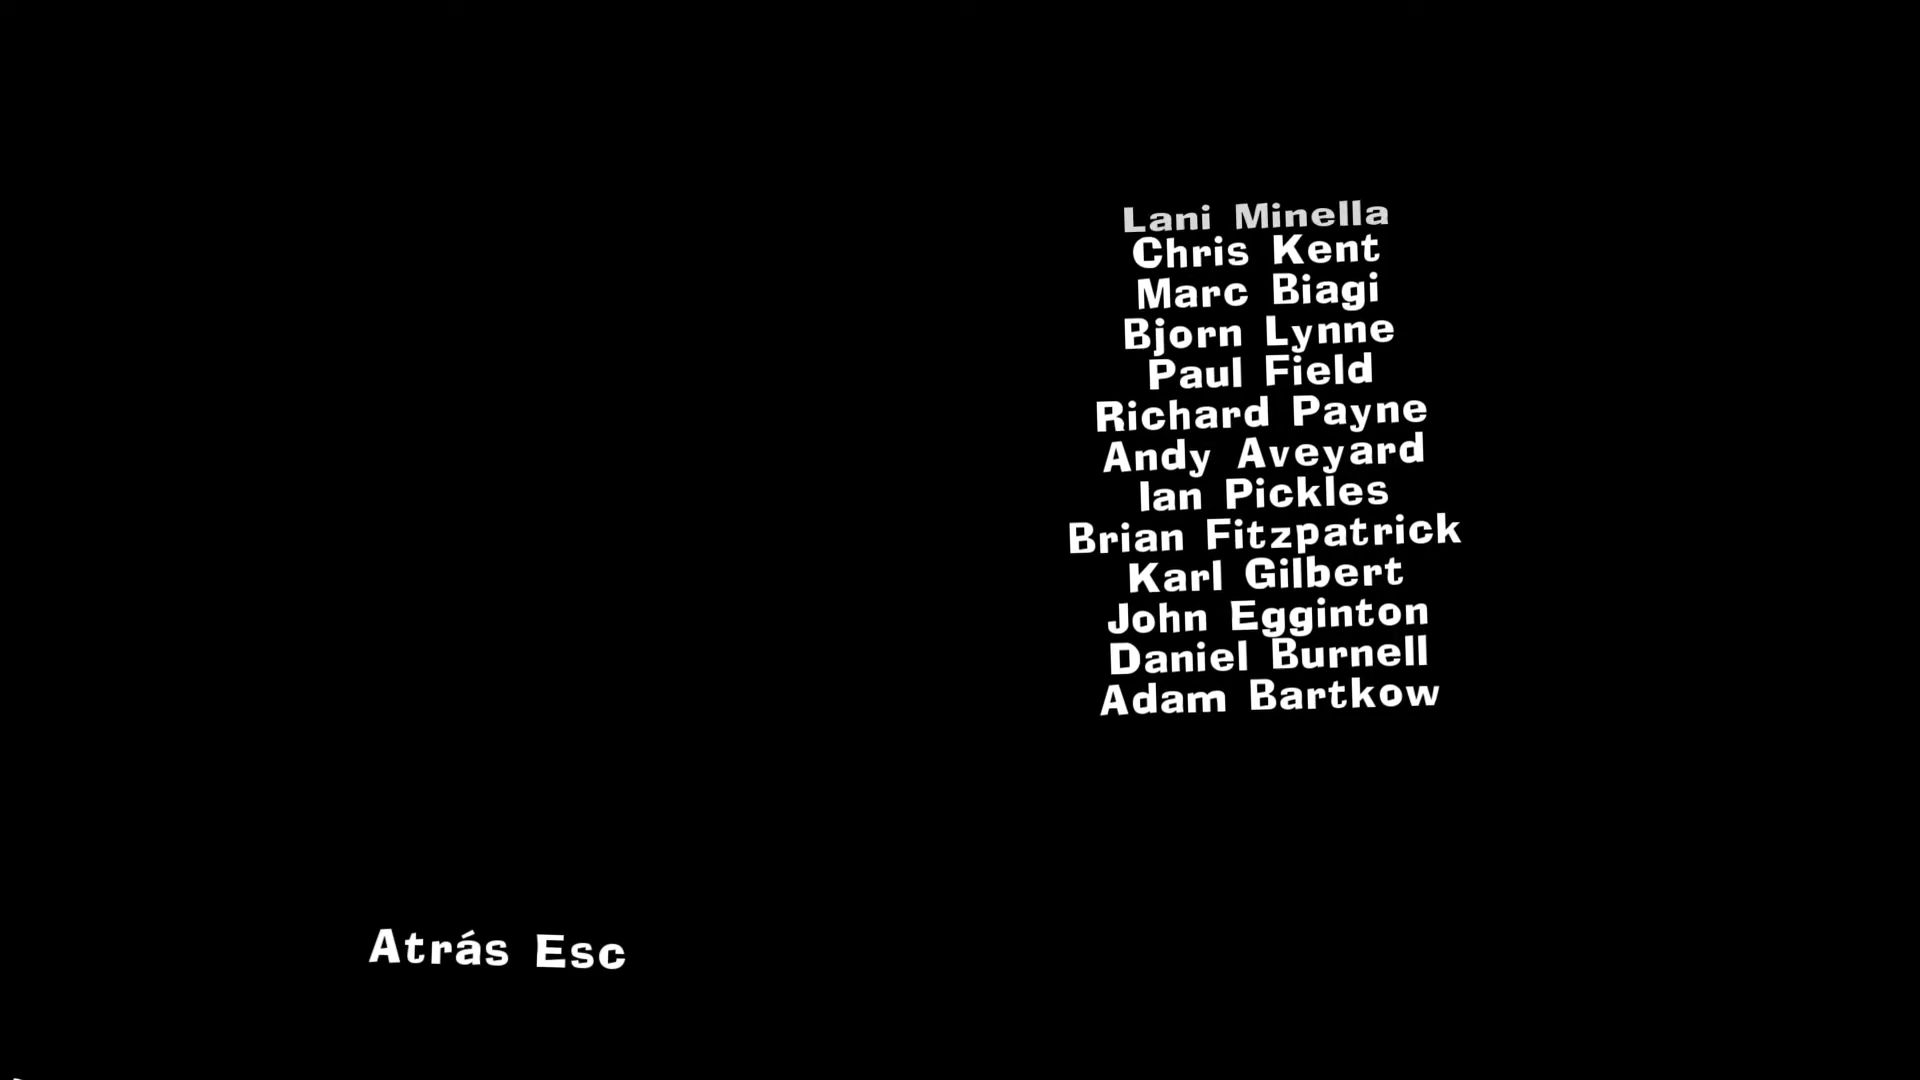 Lani Minella
Chris Kent
Marc Biagi
Bjorn Lynne
Paul Field
Richard Payne
Andy Aveyard
Ian Pickles
Brian Fitzpatrick
Karl Gilbert
John Egginton
Daniel Burnell
Adam Bartkow
Atrás Esc